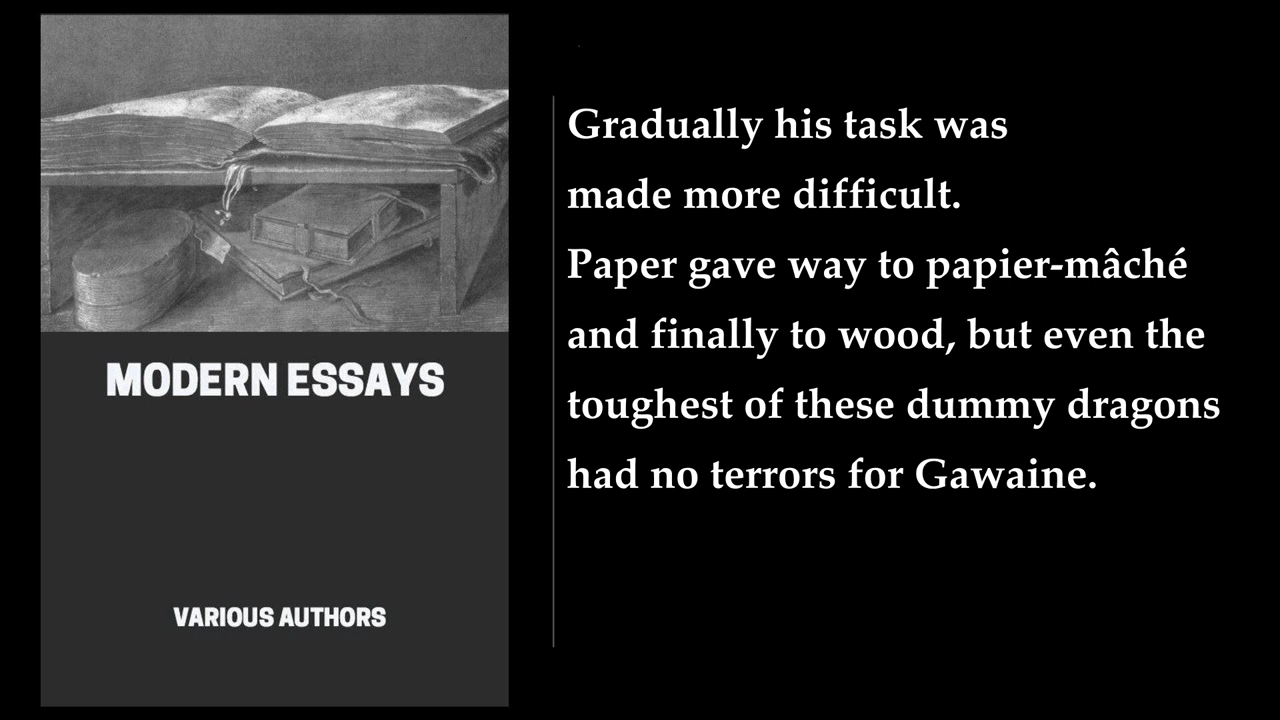 MODERN ESSAYS
VARIOUS AUTHORS
Gradually his task was
made more difficult.
Paper gave way to papier-mâché
and finally to wood, but even the
toughest of these dummy dragons
had no terrors for Gawaine.